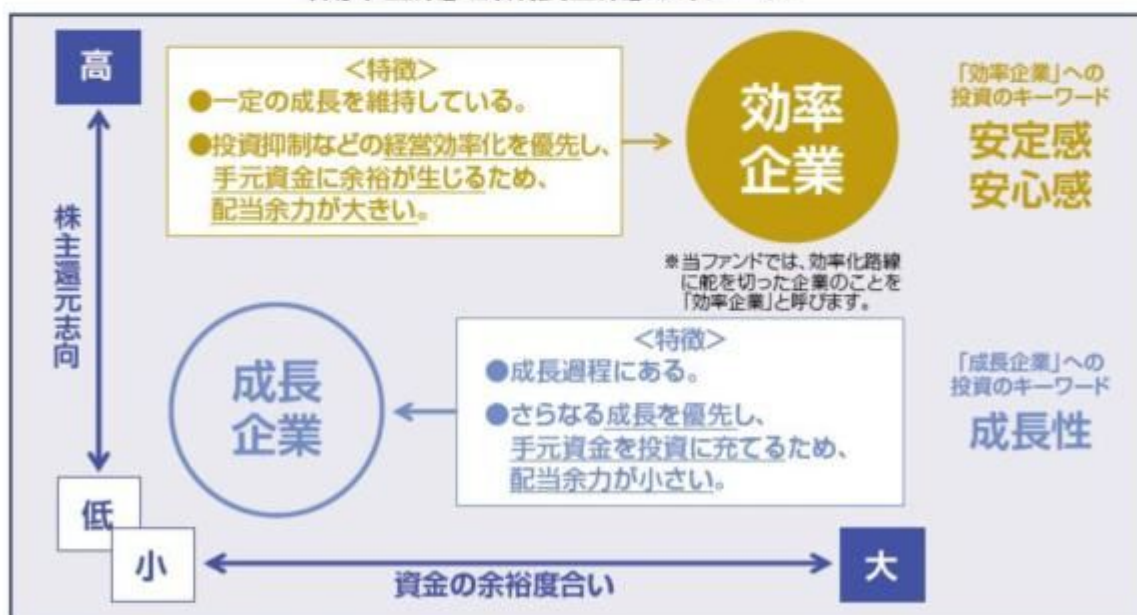 高
＜特徴＞
●一定の成長を維持している。
●投資抑制などの経営効率化を優先し、
手元資金に余裕が生じるため、
配当余力が大きい。
効率
企業
「効率企業」への
投資のキーワード
安定感
安心感
※当ファンドでは、効率化路線
に舵を切った企業のことを
「効率企業」と呼びます。
株主還元志向
成長
企業
＜特徴＞
●成長過程にある。
●さらなる成長を優先し、
手元資金を投資に充てるため、
配当余力が小さい。
「成長企業」への
投資のキーワード
成長性
低
小
資金の余裕度合い
大